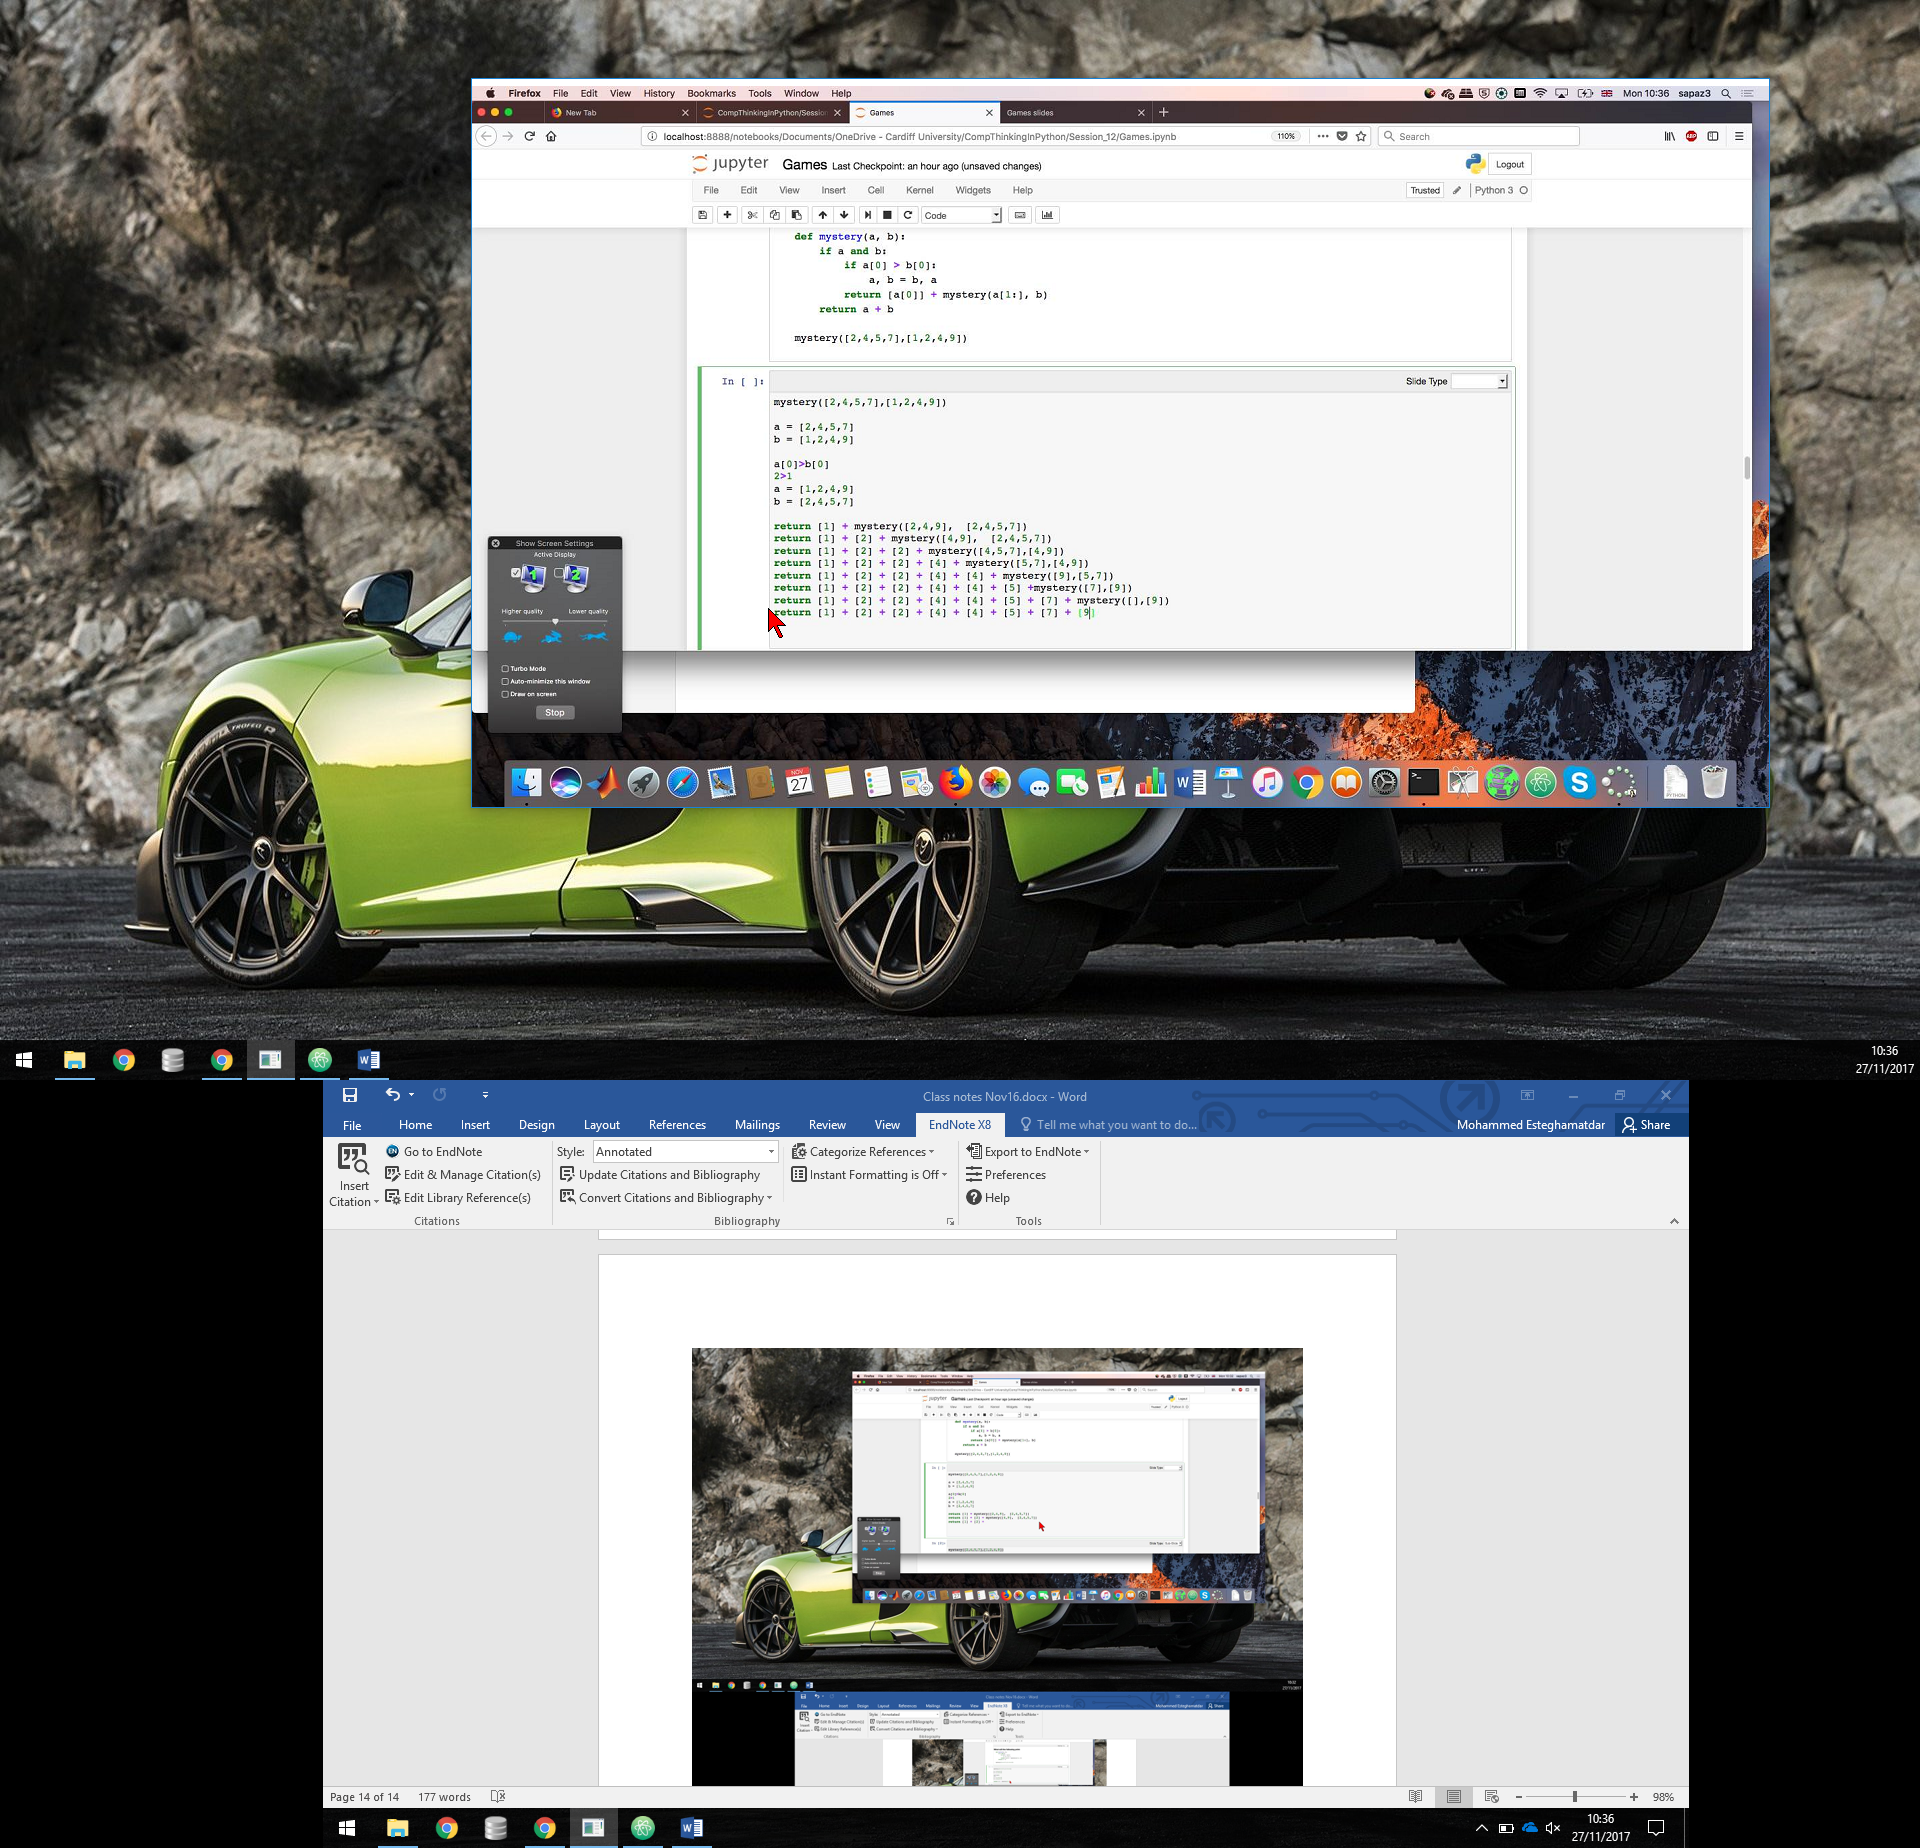 Firefox File Edit View History Bookmarks Tools Window Help
Mon 10:36 sapaz3
New Tab
CompThinkingInPython/Session
Games
Games slides
localhost:8888/notebooks/Documents/OneDrive - Cardiff University/CompThinkingInPython/Session_12/Games.ipynb
110%
Search
jupyter Games Last Checkpoint: an hour ago (unsaved changes)
Logout
File Edit View Insert Cell Kernel Widgets Help
Trusted
Python 3
Code
def mystery(a, b):
if a and b:
if a[0] > b[0]:
a, b = b, a
return [a[0]] + mystery(a[1:], b)
return a + b
mystery([2,4,5,7],[1,2,4,9])
In [ ]:
Slide Type
mystery([2,4,5,7],[1,2,4,9])
a = [2,4,5,7]
b = [1,2,4,9]
a[0]>b[0]
2>1
a = [1,2,4,9]
b = [2,4,5,7]
return [1] + mystery([2,4,9], [2,4,5,7])
return [1] + [2] + mystery([4,9], [2,4,5,7])
return [1] + [2] + [2] + mystery([4,5,7],[4,9])
return [1] + [2] + [2] + [4] + mystery([5,7],[4,9])
return [1] + [2] + [2] + [4] + [4] + mystery([9],[5,7])
return [1] + [2] + [2] + [4] + [4] + [5] +mystery([7],[9])
return [1] + [2] + [2] + [4] + [4] + [5] + [7] + mystery([],[9])
return [1] + [2] + [2] + [4] + [4] + [5] + [7] + [9]
Show Screen Settings
Active Display
1 2
Higher quality Lower quality
Turbo Mode
Auto-minimize this window
Draw on screen
Stop
NOV
27
10:36
27/11/2017
Class notes Nov16.docx - Word
File Home Insert Design Layout References Mailings Review View EndNote X8 Tell me what you want to do...
Mohammed Esteghamatdar Share
Insert
Citation
Go to EndNote
Edit & Manage Citation(s)
Edit Library Reference(s)
Citations
Style: Annotated
Update Citations and Bibliography
Convert Citations and Bibliography
Categorize References
Instant Formatting is Off
Bibliography
Export to EndNote
Preferences
Help
Tools
Page 14 of 14 177 words
98%
10:36
27/11/2017